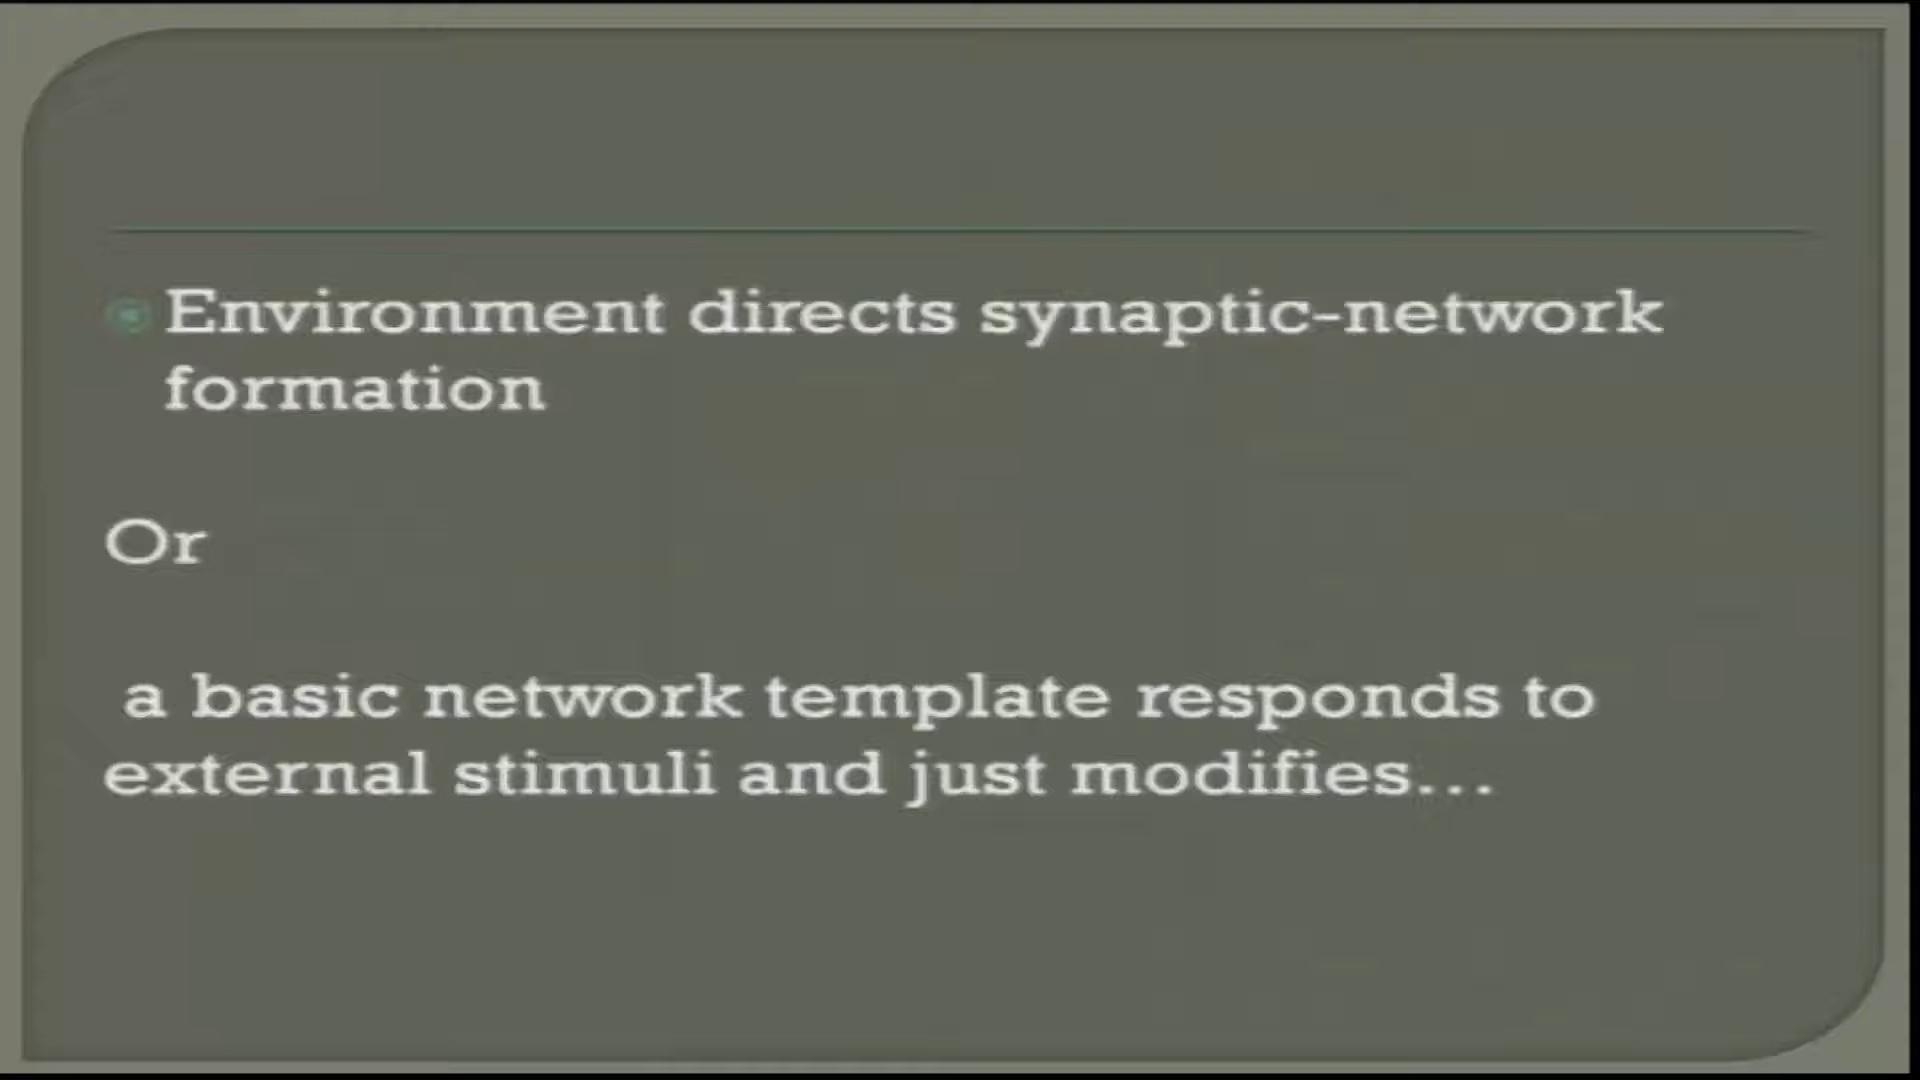 Environment directs synaptic-network
formation
Or
a basic network template responds to
external stimuli and just modifies...